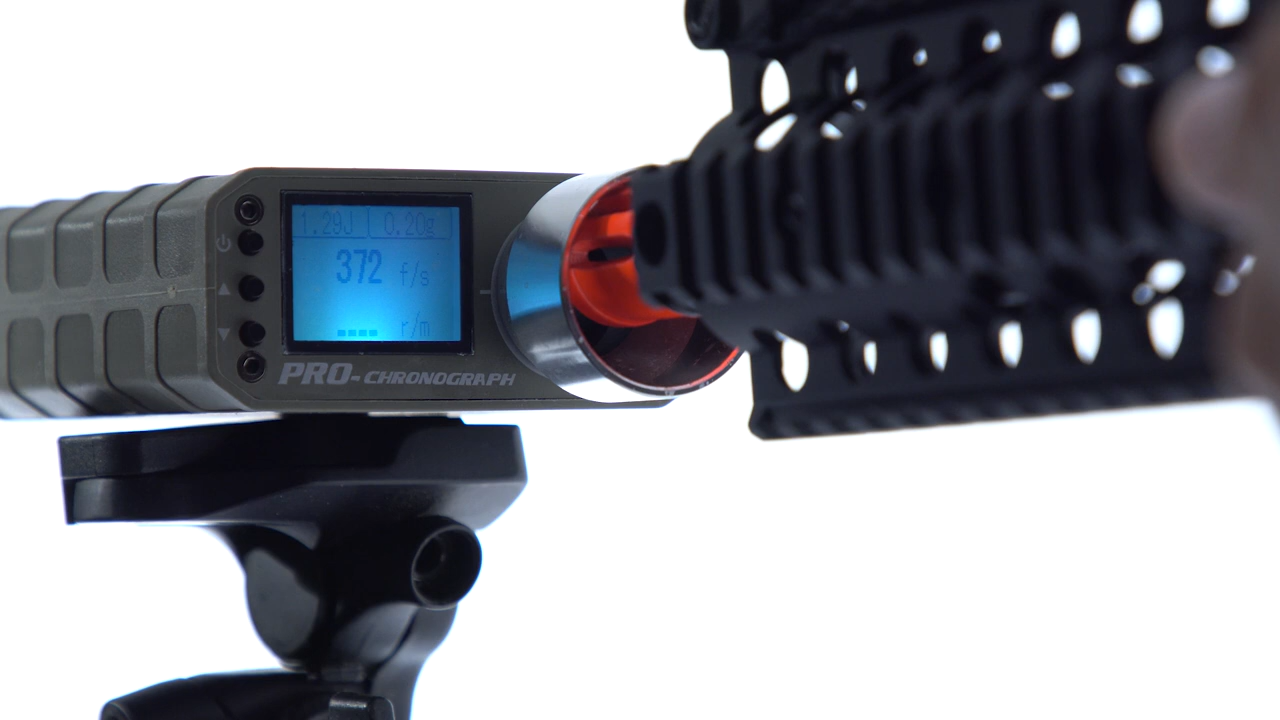 1.29J 0.20g
372 f/s
---- r/m
PRO-CHRONOGRAPH